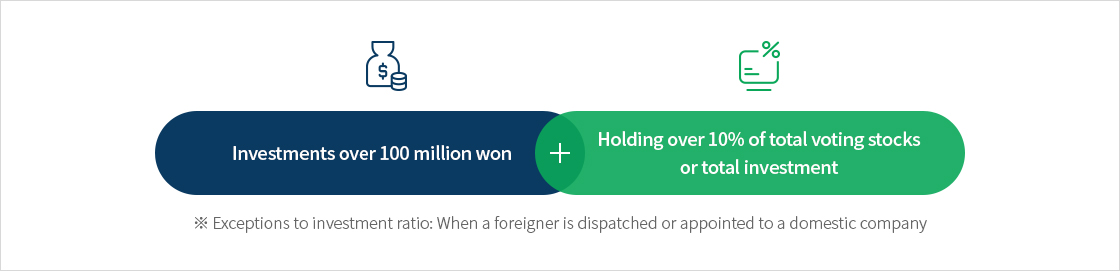 Investments over 100 million won
+
Holding over 10% of total voting stocks
or total investment
※ Exceptions to investment ratio: When a foreigner is dispatched or appointed to a domestic company